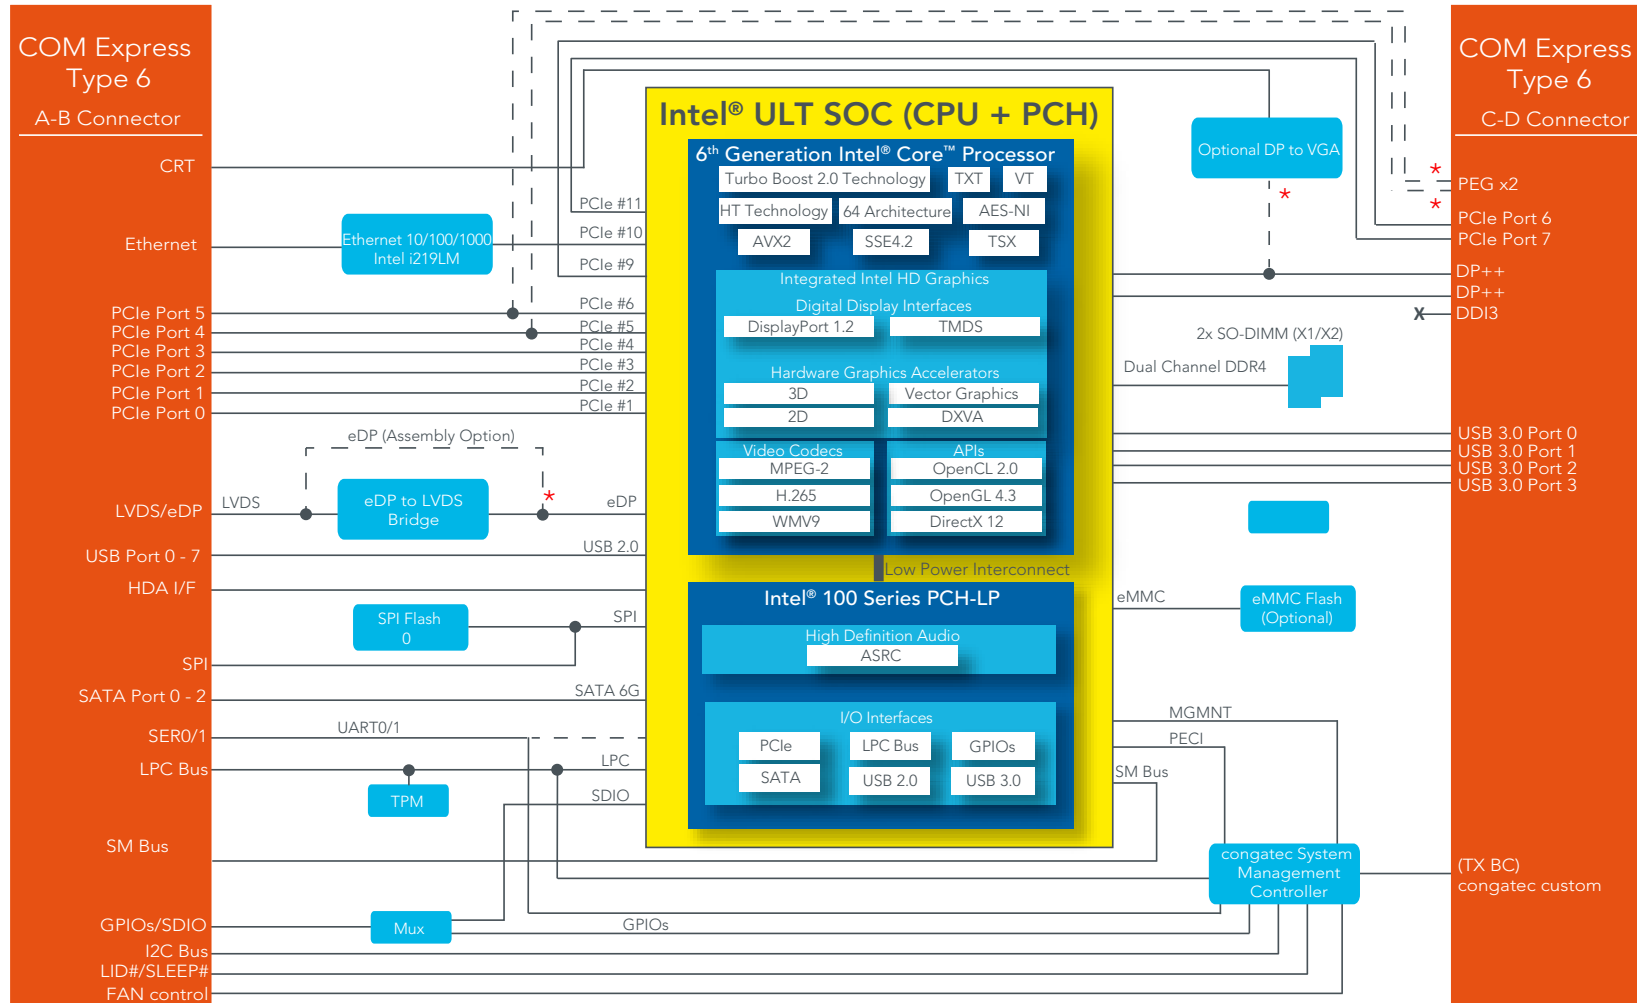 COM Express
Type 6
A-B Connector
CRT
Ethernet
PCIe Port 5
PCIe Port 4
PCIe Port 3
PCIe Port 2
PCIe Port 1
PCIe Port 0
LVDS/eDP
USB Port 0 - 7
HDA I/F
SPI
SATA Port 0 - 2
SER0/1
LPC Bus
SM Bus
GPIOs/SDIO
I2C Bus
LID#/SLEEP#
FAN control
Ethernet 10/100/1000
Intel i219LM
eDP (Assembly Option)
LVDS
eDP to LVDS
Bridge
*
SPI Flash
0
UART0/1
TPM
Mux
GPIOs
PCIe #11
PCIe #10
PCIe #9
PCIe #6
PCIe #5
PCIe #4
PCIe #3
PCIe #2
PCIe #1
eDP
USB 2.0
SPI
SATA 6G
LPC
SDIO
Intel® ULT SOC (CPU + PCH)
6th Generation Intel® Core™ Processor
Turbo Boost 2.0 Technology
TXT
VT
HT Technology
64 Architecture
AES-NI
AVX2
SSE4.2
TSX
Integrated Intel HD Graphics
Digital Display Interfaces
DisplayPort 1.2
TMDS
Hardware Graphics Accelerators
3D
Vector Graphics
2D
DXVA
Video Codecs
MPEG-2
H.265
WMV9
APIs
OpenCL 2.0
OpenGL 4.3
DirectX 12
Low Power Interconnect
Intel® 100 Series PCH-LP
High Definition Audio
ASRC
I/O Interfaces
PCIe
LPC Bus
GPIOs
SATA
USB 2.0
USB 3.0
Optional DP to VGA
*
2x SO-DIMM (X1/X2)
Dual Channel DDR4
eMMC
eMMC Flash
(Optional)
MGMNT
PECI
SM Bus
congatec System
Management
Controller
X
*
*
COM Express
Type 6
C-D Connector
PEG x2
PCIe Port 6
PCIe Port 7
DP++
DP++
DDI3
USB 3.0 Port 0
USB 3.0 Port 1
USB 3.0 Port 2
USB 3.0 Port 3
(TX BC)
congatec custom